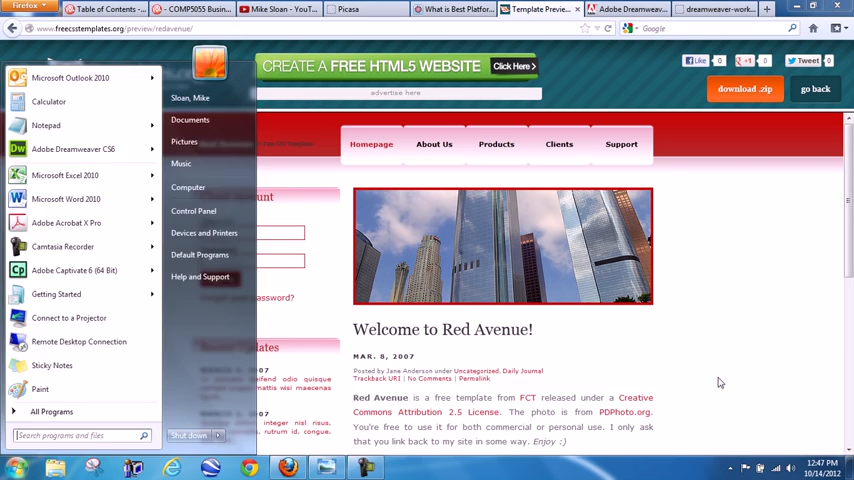 Firefox
Table of Contents - ...
- COMP5055 Busin...
Mike Sloan - YouT...
Picasa
What is Best Platfor...
Template Previe...
Adobe Dreamweav...
dreamweaver-work...
www.freecsstemplates.org/preview/redavenue/
Google
CREATE A FREE HTML5 WEBSITE
Click Here
advertise here
Like 0
+1 0
Tweet 0
download .zip
go back
Homepage
About Us
Products
Clients
Support
Microsoft Outlook 2010
Calculator
Notepad
Adobe Dreamweaver CS6
Microsoft Excel 2010
Microsoft Word 2010
Adobe Acrobat X Pro
Camtasia Recorder
Adobe Captivate 6 (64 Bit)
Getting Started
Connect to a Projector
Remote Desktop Connection
Sticky Notes
Paint
All Programs
Search programs and files
Sloan, Mike
Documents
Pictures
Music
Computer
Control Panel
Devices and Printers
Default Programs
Help and Support
Shut down
Welcome to Red Avenue!
MAR. 8, 2007
Posted by Jane Anderson under Uncategorized, Daily Journal
Trackback URI | No Comments | Permalink
Red Avenue is a free template from FCT released under a Creative
Commons Attribution 2.5 License. The photo is from PDPhoto.org.
You're free to use it for both commercial or personal use. I only ask
that you link back to my site in some way. Enjoy :)
12:47 PM
10/14/2012